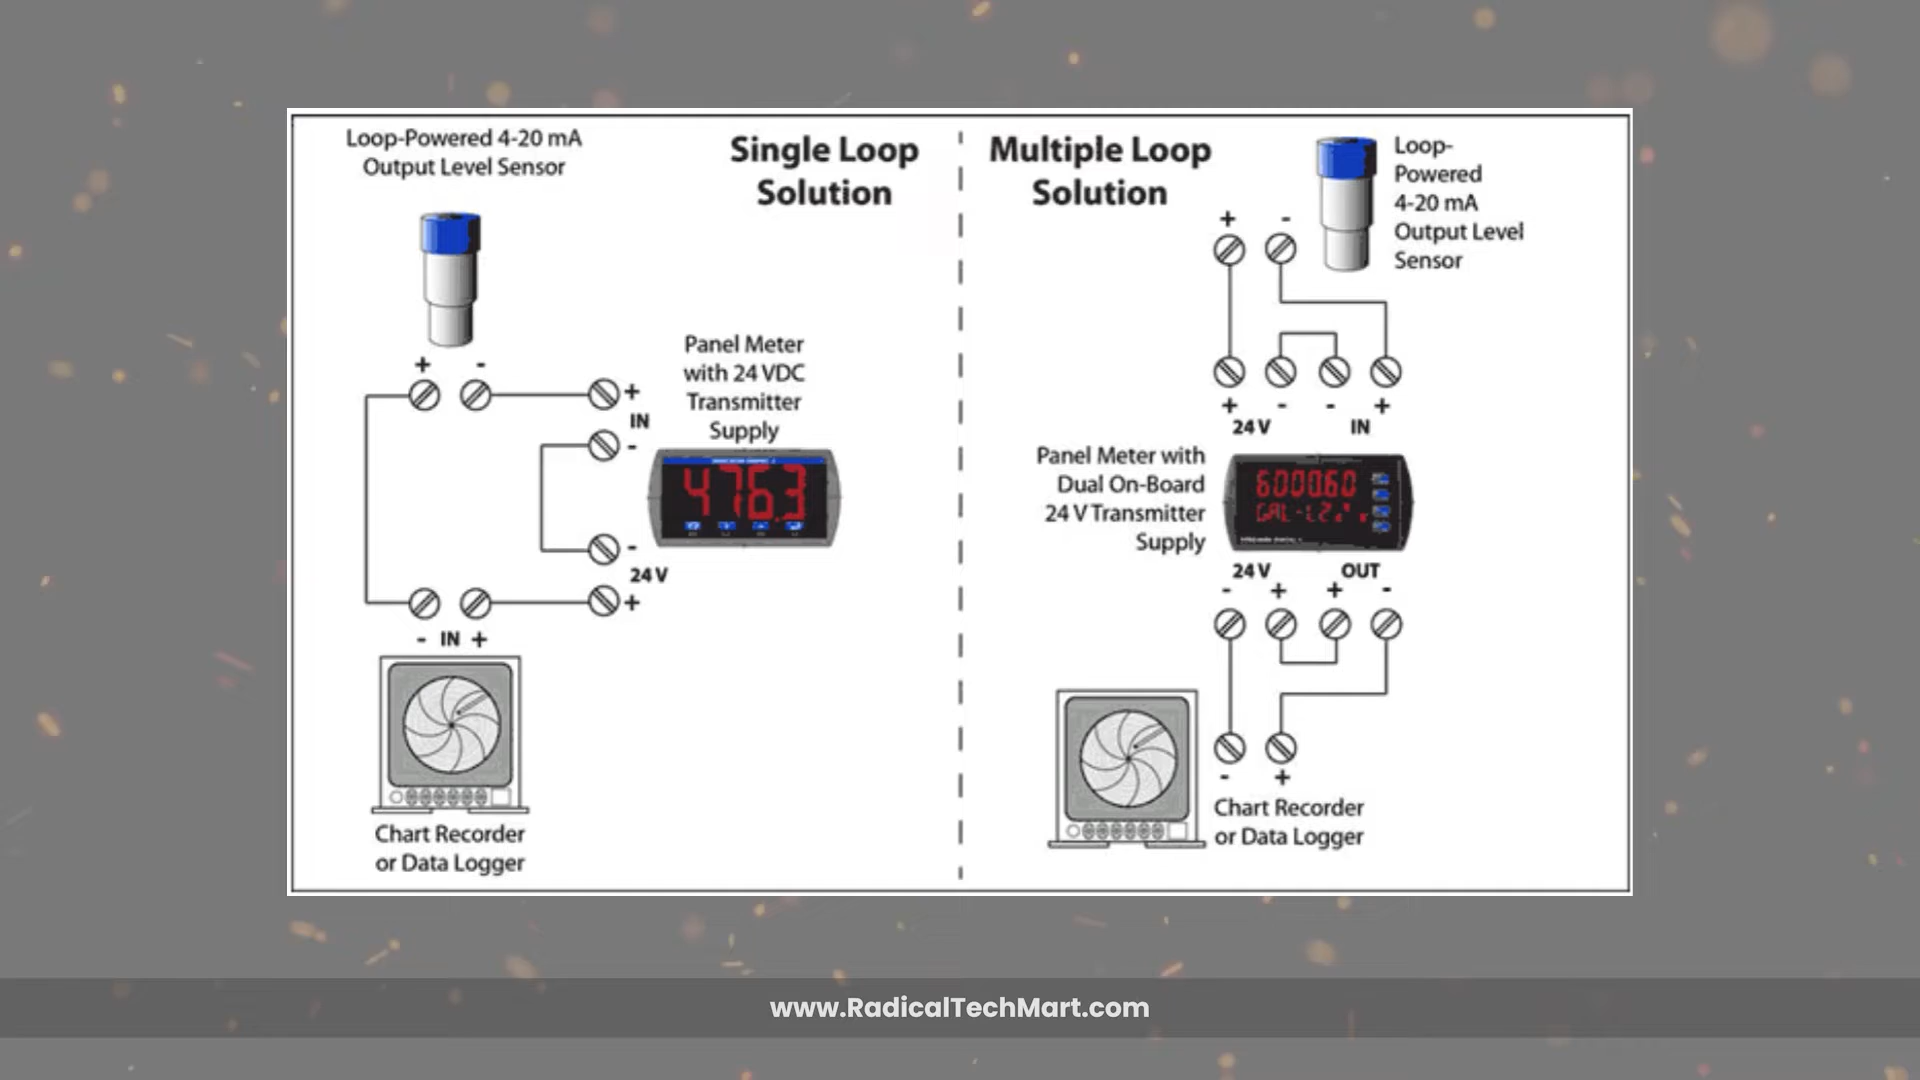 Loop-Powered 4-20 mA
Output Level Sensor
Single Loop
Solution
+ -
+
IN
-
Panel Meter
with 24 VDC
Transmitter
Supply
4763
-
24 V
+
- IN +
Chart Recorder
or Data Logger
Multiple Loop
Solution
Loop-
Powered
4-20 mA
Output Level
Sensor
+ -
+ - - +
24 V IN
Panel Meter with
Dual On-Board
24 V Transmitter
Supply
24 V OUT
- + + -
- +
Chart Recorder
or Data Logger
www.RadicalTechMart.com